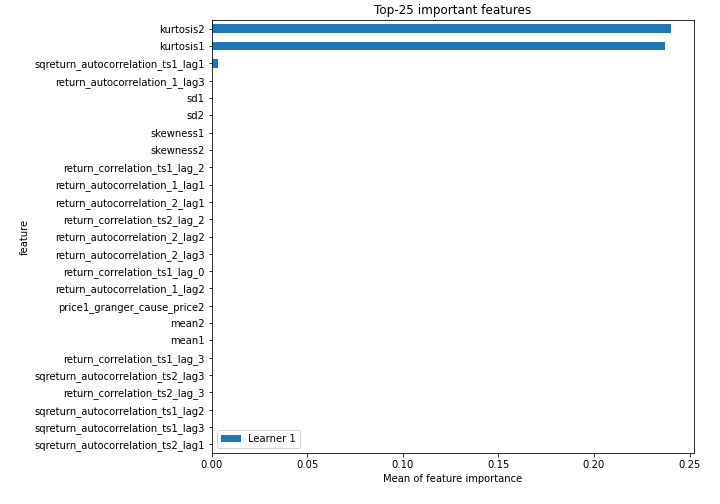 Top-25 important features
kurtosis2
kurtosis1
sqreturn_autocorrelation_ts1_lag1
return_autocorrelation_1_lag3
sd1
sd2
skewness1
skewness2
return_correlation_ts1_lag_2
return_autocorrelation_1_lag1
return_autocorrelation_2_lag1
return_correlation_ts2_lag_2
return_autocorrelation_2_lag2
return_autocorrelation_2_lag3
return_correlation_ts1_lag_0
return_autocorrelation_1_lag2
price1_granger_cause_price2
mean2
mean1
return_correlation_ts1_lag_3
sqreturn_autocorrelation_ts2_lag3
return_correlation_ts2_lag_3
sqreturn_autocorrelation_ts1_lag2
sqreturn_autocorrelation_ts1_lag3
sqreturn_autocorrelation_ts2_lag1
feature
Learner 1
0.00 0.05 0.10 0.15 0.20 0.25
Mean of feature importance